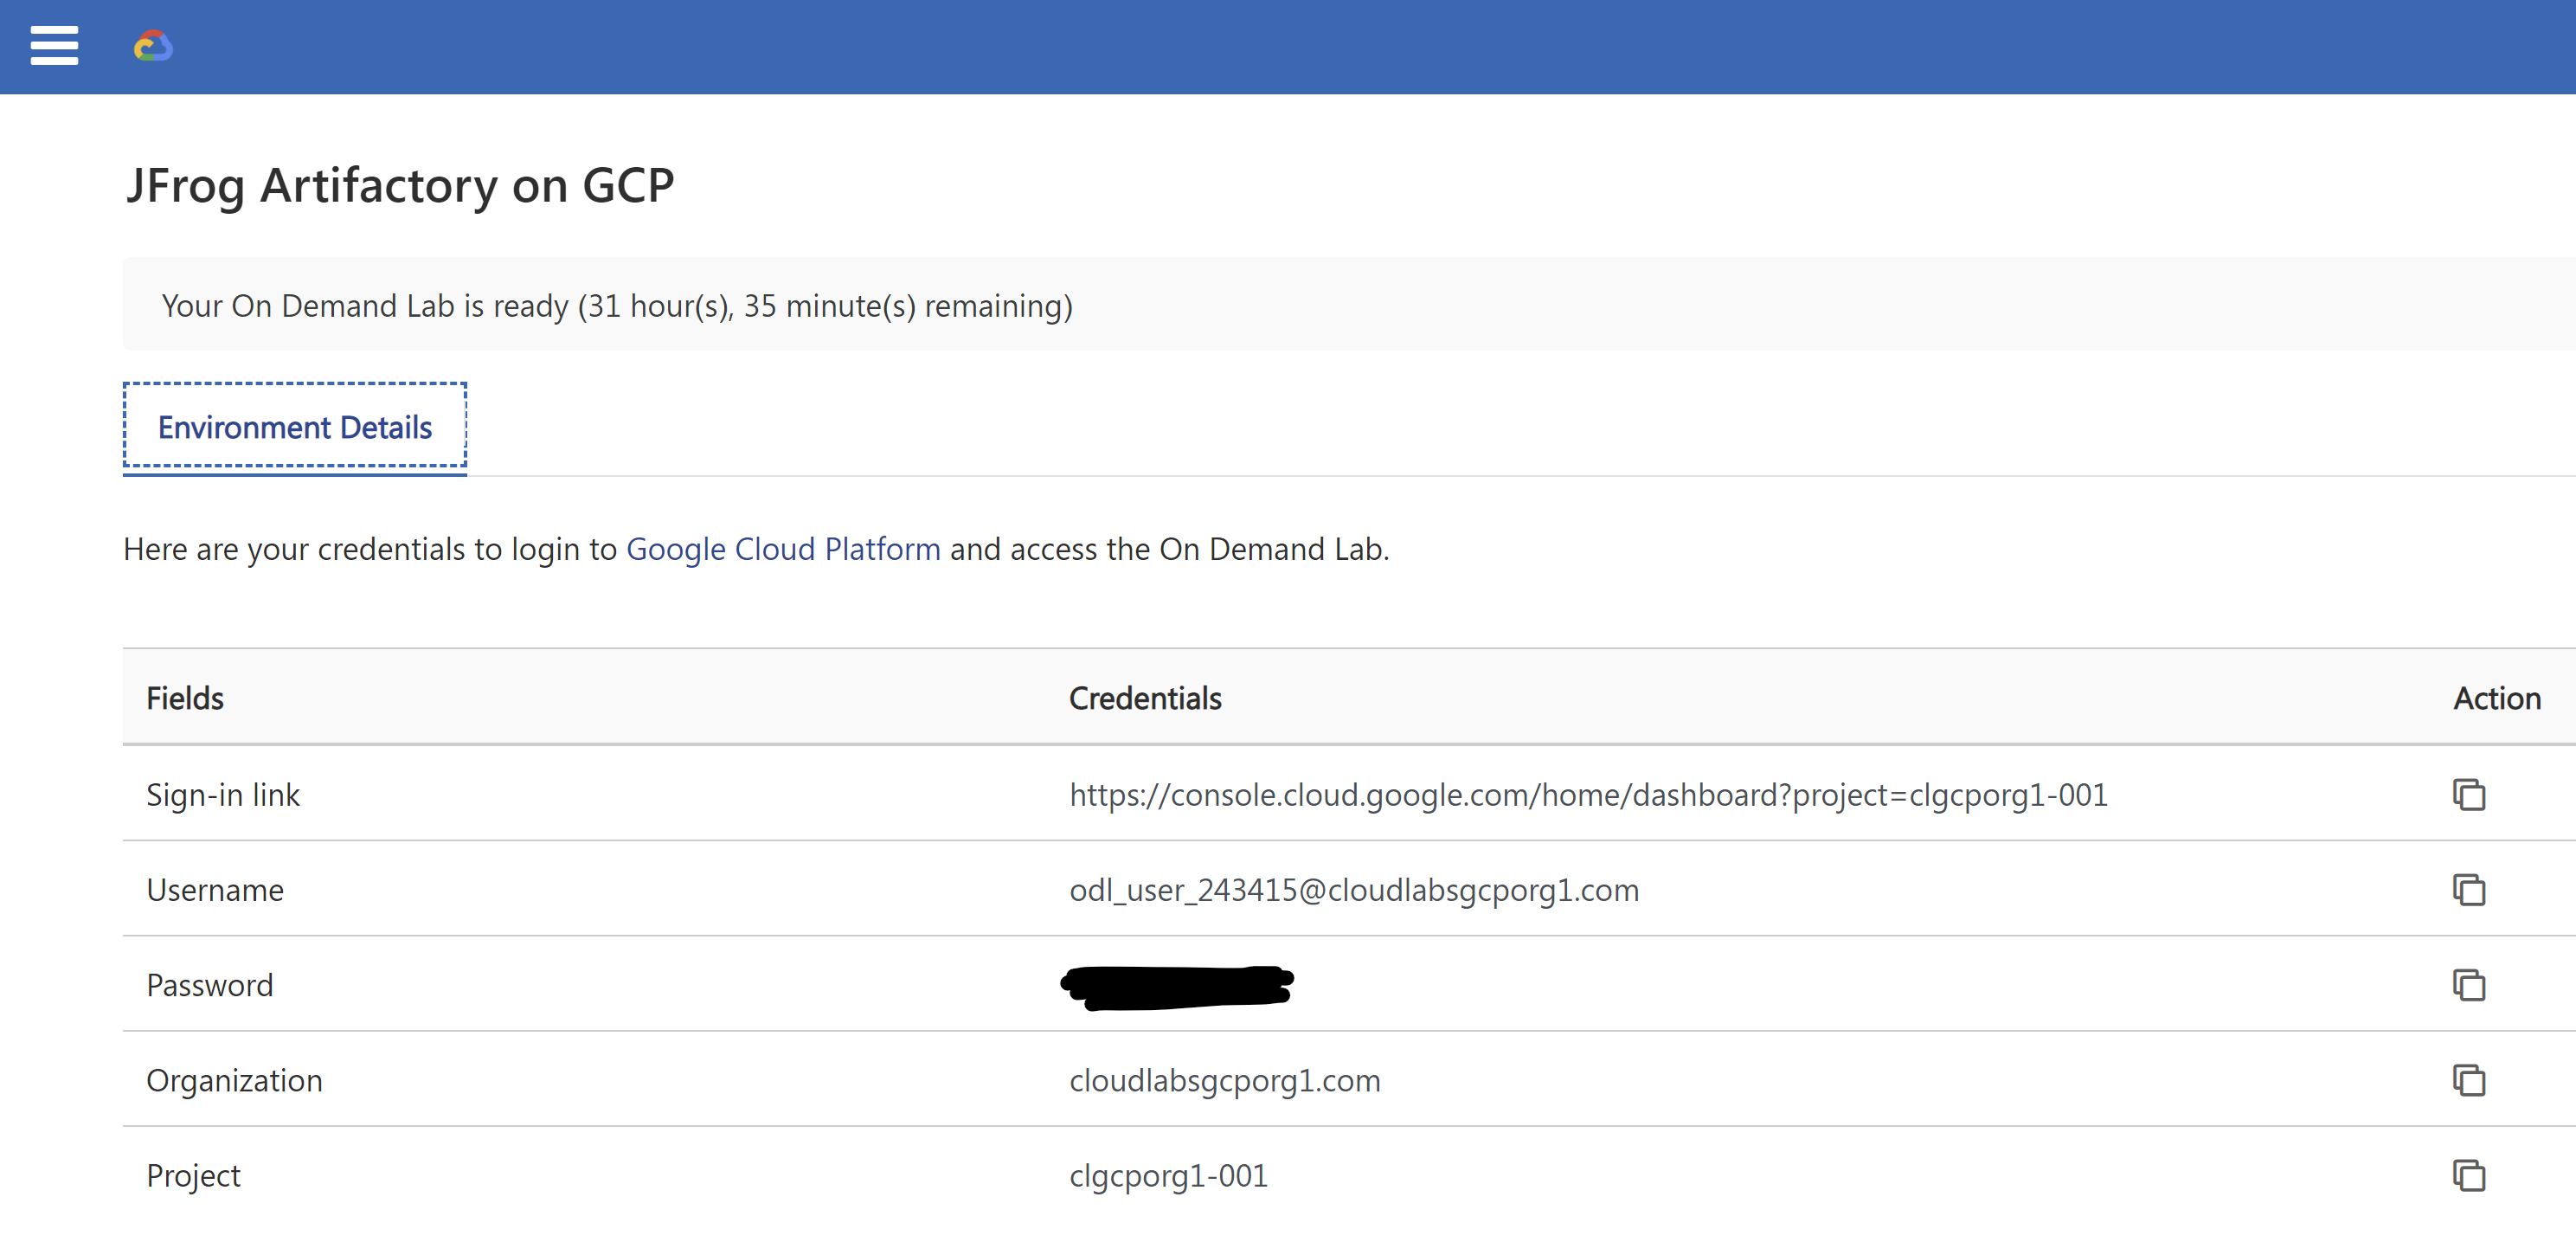 JFrog Artifactory on GCP
Your On Demand Lab is ready (31 hour(s), 35 minute(s) remaining)
Environment Details
Here are your credentials to login to Google Cloud Platform and access the On Demand Lab.
Fields Credentials Action
Sign-in link https://console.cloud.google.com/home/dashboard?project=clgcporg1-001
Username odl_user_243415@cloudlabsgcporg1.com
Password
Organization cloudlabsgcporg1.com
Project clgcporg1-001